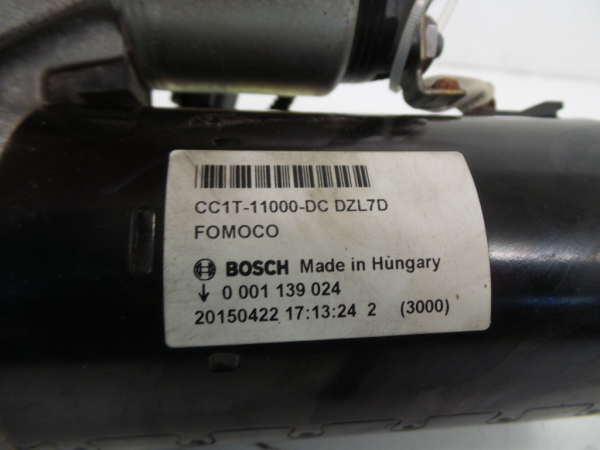 CC1T-11000-DC DZL7D
FOMOCO
BOSCH Made in Hungary
0 001 139 024
20150422 17:13:24 2 (3000)